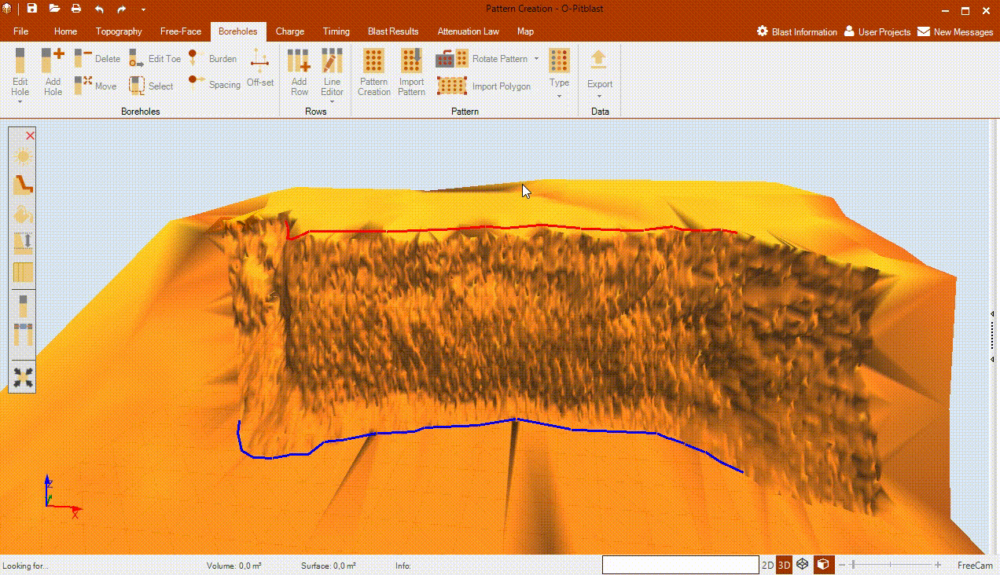 Pattern Creation - O-Pitblast
File Home Topography Free-Face Boreholes Charge Timing Blast Results Attenuation Law Map Blast Information User Projects New Messages
Edit Hole
Add Hole
Delete
Move
Edit Toe
Select
Burden
Spacing
Off-set
Boreholes
Add Row
Line Editor
Rows
Pattern Creation
Import Pattern
Rotate Pattern
Import Polygon
Type
Pattern
Export
Data
Z
X
Looking for... Volume: 0,0 m³ Surface: 0,0 m² Info: 2D 3D FreeCam